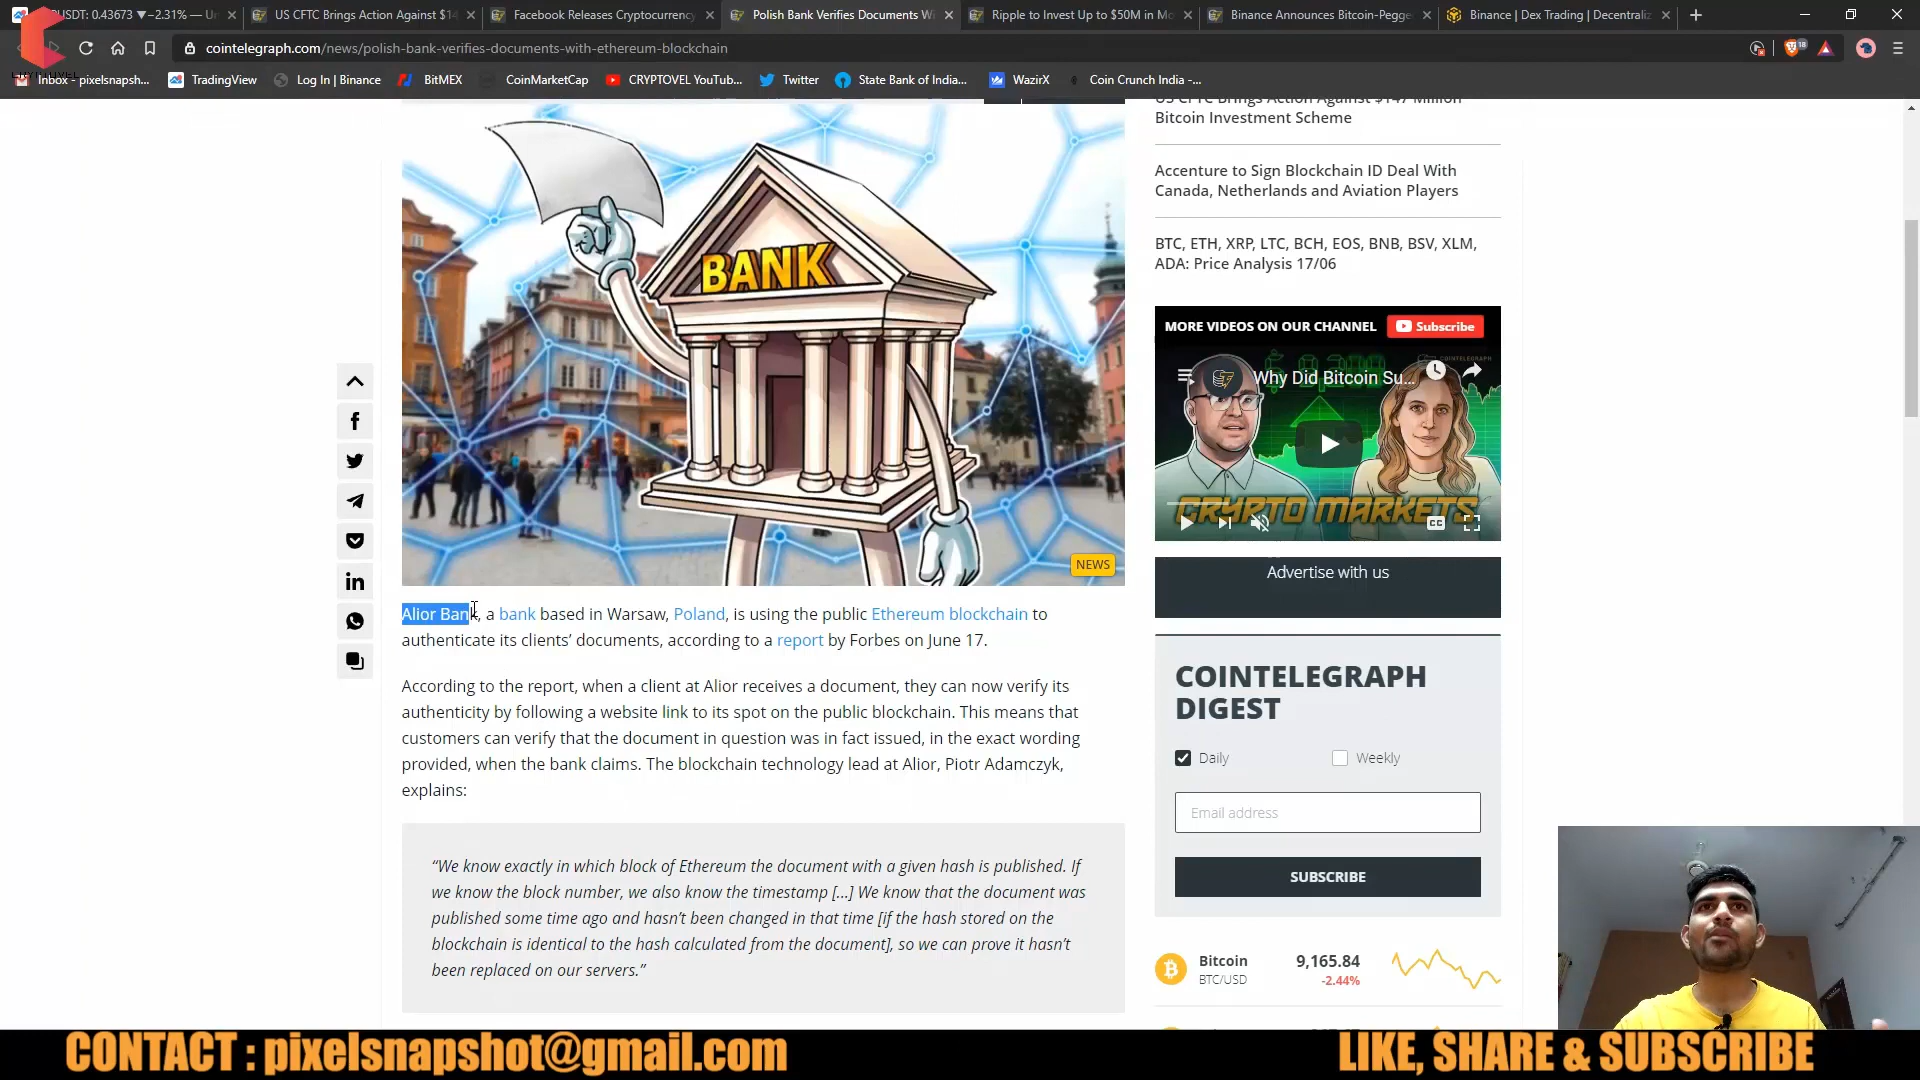 USDT: 0.43673 ▼−2.31% — Un
US CFTC Brings Action Against $14
Facebook Releases Cryptocurrency
Polish Bank Verifies Documents Wi
Ripple to Invest Up to $50M in Mo
Binance Announces Bitcoin-Pegge
Binance | Dex Trading | Decentraliz
cointelegraph.com/news/polish-bank-verifies-documents-with-ethereum-blockchain
18
Inbox - pixelsnapsh...
TradingView
Log In | Binance
BitMEX
CoinMarketCap
CRYPTOVEL YouTub...
Twitter
State Bank of India...
WazirX
Coin Crunch India -...
US CFTC Brings Action Against $147 Million
Bitcoin Investment Scheme
Accenture to Sign Blockchain ID Deal With
Canada, Netherlands and Aviation Players
BTC, ETH, XRP, LTC, BCH, EOS, BNB, BSV, XLM,
ADA: Price Analysis 17/06
BANK
NEWS
MORE VIDEOS ON OUR CHANNEL
Subscribe
COINTELEGRAPH
Why Did Bitcoin Su...
CRYPTO MARKETS
CC
Advertise with us
Alior Bank, a bank based in Warsaw, Poland, is using the public Ethereum blockchain to
authenticate its clients’ documents, according to a report by Forbes on June 17.
According to the report, when a client at Alior receives a document, they can now verify its
authenticity by following a website link to its spot on the public blockchain. This means that
customers can verify that the document in question was in fact issued, in the exact wording
provided, when the bank claims. The blockchain technology lead at Alior, Piotr Adamczyk,
explains:
“We know exactly in which block of Ethereum the document with a given hash is published. If
we know the block number, we also know the timestamp [...] We know that the document was
published some time ago and hasn’t been changed in that time [if the hash stored on the
blockchain is identical to the hash calculated from the document], so we can prove it hasn’t
been replaced on our servers.”
COINTELEGRAPH
DIGEST
Daily
Weekly
Email address
SUBSCRIBE
Bitcoin
9,165.84
BTC/USD
-2.44%
CONTACT : pixelsnapshot@gmail.com
LIKE, SHARE & SUBSCRIBE